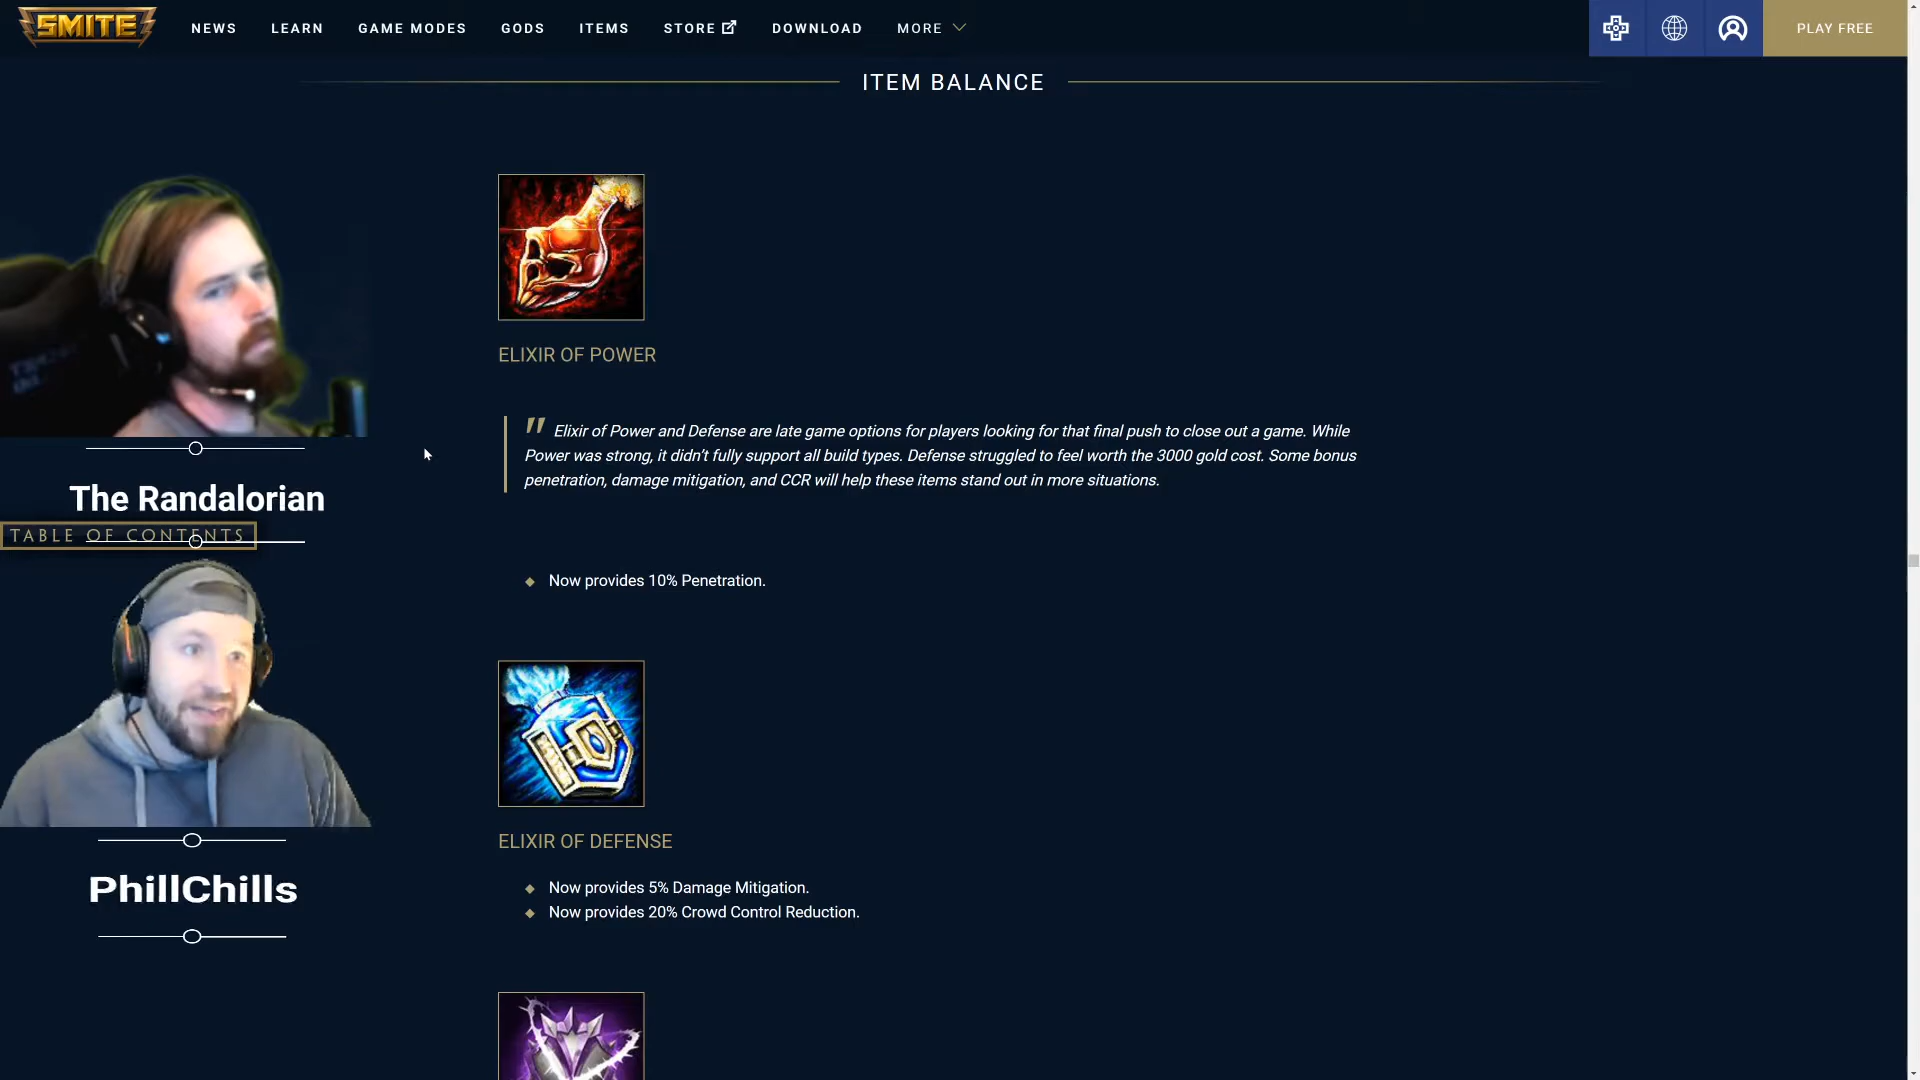 SMITE
NEWS LEARN GAME MODES GODS ITEMS STORE DOWNLOAD MORE PLAY FREE
ITEM BALANCE
ELIXIR OF POWER
" Elixir of Power and Defense are late game options for players looking for that final push to close out a game. While
Power was strong, it didn't fully support all build types. Defense struggled to feel worth the 3000 gold cost. Some bonus
penetration, damage mitigation, and CCR will help these items stand out in more situations.
The Randalorian
TABLE OF CONTENTS
Now provides 10% Penetration.
ELIXIR OF DEFENSE
Now provides 5% Damage Mitigation.
Now provides 20% Crowd Control Reduction.
PhillChills